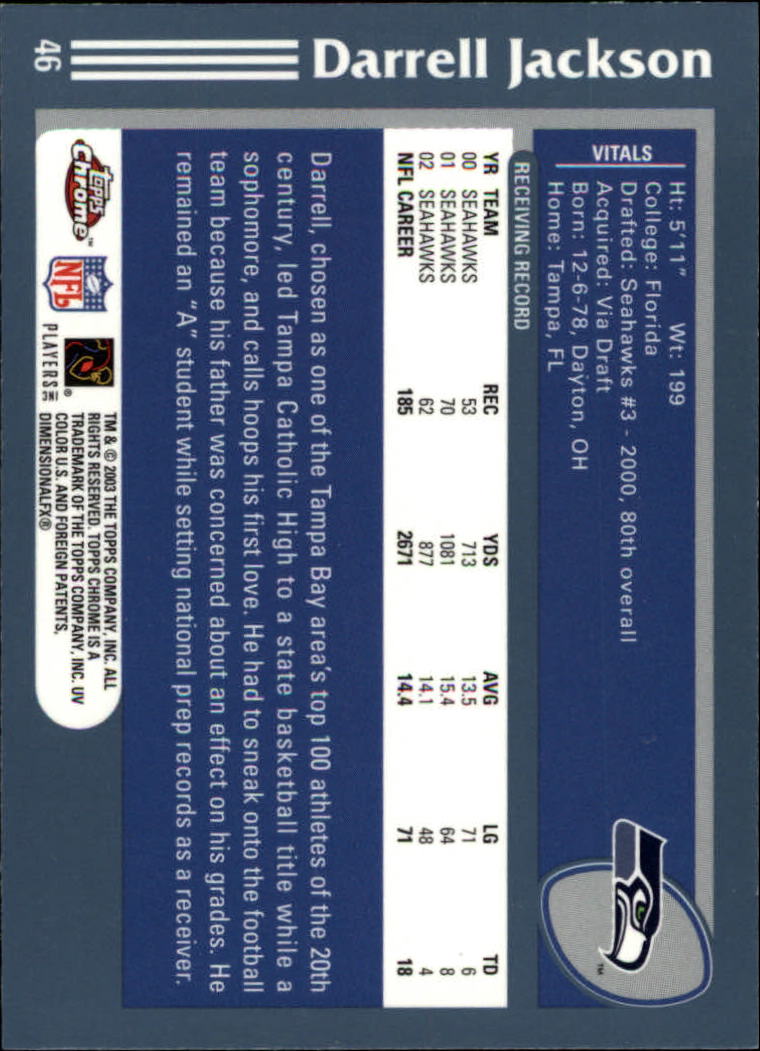 46 Darrell Jackson
VITALS
Ht: 5'11" Wt: 199
College: Florida
Drafted: Seahawks #3 - 2000, 80th overall
Acquired: Via Draft
Born: 12-6-78, Dayton, OH
Home: Tampa, FL
RECEIVING RECORD
YR TEAM REC YDS AVG LG TD
00 SEAHAWKS 53 713 13.5 71 6
01 SEAHAWKS 70 1081 15.4 64 8
02 SEAHAWKS 62 877 14.1 48 4
NFL CAREER 185 2671 14.4 71 18
Darrell, chosen as one of the Tampa Bay area's top 100 athletes of the 20th
century, led Tampa Catholic High to a state basketball title while a
sophomore, and calls hoops his first love. He had to sneak onto the football
team because his father was concerned about an effect on his grades. He
remained an "A" student while setting national prep records as a receiver.
Topps Chrome™
NFL
PLAYERS INC
TM & © 2003 THE TOPPS COMPANY, INC. ALL
RIGHTS RESERVED. TOPPS CHROME IS A
TRADEMARK OF THE TOPPS COMPANY, INC. UV
COLOR U.S. AND FOREIGN PATENTS,
DIMENSIONALFX®